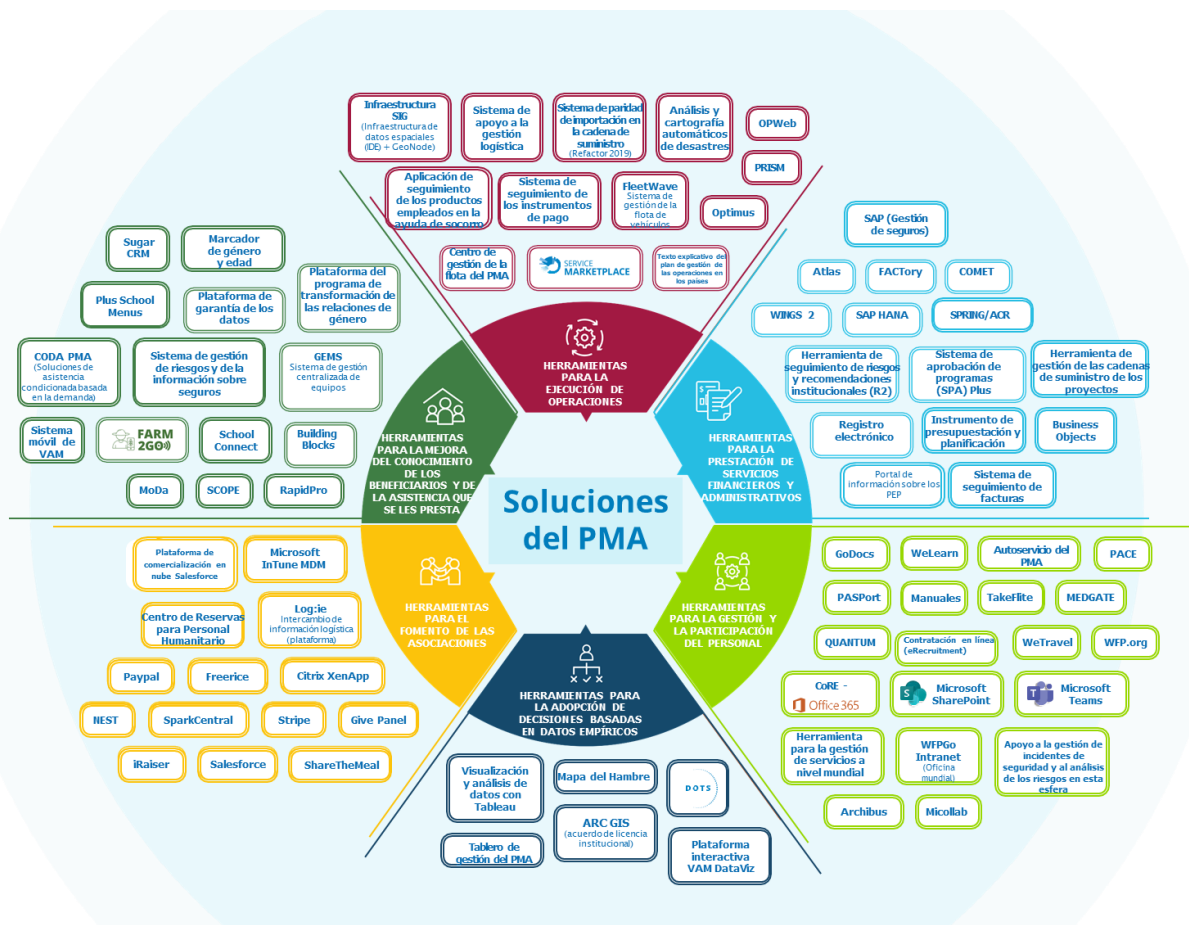 Infraestructura
SIG
(Infraestructura de
datos espaciales
(IDE) + GeoNode)
Sistema de
apoyo a la
gestión
logística
Sistema de paridad
de importación en
la cadena de
suministro
(Refactor 2019)
Análisis y
cartografía
automáticos
de desastres
OPWeb
PRISM
Aplicación de
seguimiento
de los productos
empleados en la
ayuda de socorro
Sistema de
seguimiento de
los instrumentos
de pago
FleetWave
Sistema de
gestión de la
flota de
vehículos
Optimus
Centro de
gestión de la
flota del PMA
SERVICE
MARKETPLACE
Texto explicativo del
plan de gestión de
las operaciones en
los países
HERRAMIENTAS
PARA LA
EJECUCIÓN DE
OPERACIONES
Sugar
CRM
Marcador
de género
y edad
Plus School
Menus
Plataforma de
garantía de los
datos
Plataforma del
programa de
transformación de
las relaciones de
género
CODA PMA
(Soluciones de
asistencia
condicionada basada
en la demanda)
Sistema de gestión
de riesgos y de la
información sobre
seguros
GEMS
Sistema de gestión
centralizada de
equipos
Sistema
móvil de
VAM
FARM
2GO
School
Connect
Building
Blocks
MoDa
SCOPE
RapidPro
HERRAMIENTAS
PARA LA MEJORA
DEL CONOCIMIENTO
DE LOS
BENEFICIARIOS Y DE
LA ASISTENCIA QUE
SE LES PRESTA
SAP (Gestión
de seguros)
Atlas
FACTory
COMET
WINGS 2
SAP HANA
SPRING/ACR
Herramienta de
seguimiento de riesgos
y recomendaciones
institucionales (R2)
Sistema de
aprobación de
programas
(SPA) Plus
Herramienta de
gestión de las cadenas
de suministro de los
proyectos
Registro
electrónico
Instrumento de
presupuestación y
planificación
Business
Objects
Portal de
información sobre los
PEP
Sistema de
seguimiento de
facturas
HERRAMIENTAS
PARA LA
PRESTACIÓN DE
SERVICIOS
FINANCIEROS Y
ADMINISTRATIVOS
Soluciones
del PMA
Plataforma de
comercialización en
nube Salesforce
Microsoft
InTune MDM
Centro de Reservas
para Personal
Humanitario
Log:ie
Intercambio de
información logística
(plataforma)
Paypal
Freerice
Citrix XenApp
NEST
SparkCentral
Stripe
Give Panel
iRaiser
Salesforce
ShareTheMeal
HERRAMIENTAS
PARA EL
FOMENTO DE LAS
ASOCIACIONES
HERRAMIENTAS
PARA LA GESTIÓN Y
LA PARTICIPACIÓN
DEL PERSONAL
GoDocs
WeLearn
Autoservicio del
PMA
PACE
PASPort
Manuales
TakeFlite
MEDGATE
QUANTUM
Contratación en línea
(eRecruitment)
WeTravel
WFP.org
CoRE -
Office 365
Microsoft
SharePoint
Microsoft
Teams
Herramienta
para la gestión
de servicios a
nivel mundial
WFPGo
Intranet
(Oficina
mundial)
Apoyo a la gestión de
incidentes de
seguridad y al análisis
de los riesgos en esta
esfera
Archibus
Micollab
HERRAMIENTAS PARA
LA ADOPCIÓN DE
DECISIONES BASADAS
EN DATOS EMPÍRICOS
Visualización
y análisis de
datos con
Tableau
Mapa del Hambre
DOTS
ARC GIS
(acuerdo de licencia
institucional)
Tablero de
gestión del PMA
Plataforma
interactiva
VAM DataViz